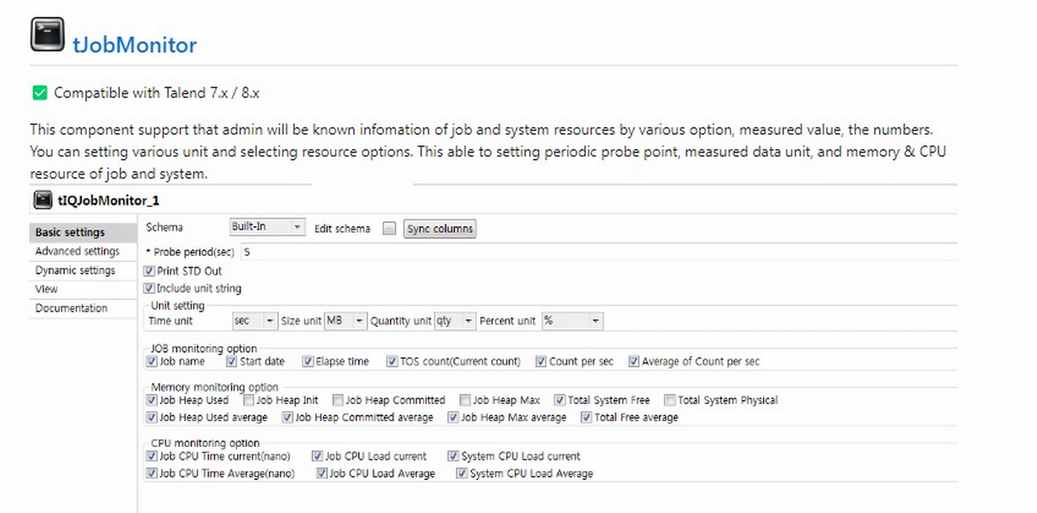 tJobMonitor
Compatible with Talend 7.x / 8.x
This component support that admin will be known infomation of job and system resources by various option, measured value, the numbers.
You can setting various unit and selecting resource options. This able to setting periodic probe point, measured data unit, and memory & CPU
resource of job and system.
tIQJobMonitor_1
Basic settings
Advanced settings
Dynamic settings
View
Documentation
Schema Built-In Edit schema Sync columns
* Probe period(sec) 5
Print STD Out
Include unit string
Unit setting
Time unit sec Size unit MB Quantity unit qty Percent unit %
JOB monitoring option
Job name Start date Elapse time TOS count(Current count) Count per sec Average of Count per sec
Memory monitoring option
Job Heap Used Job Heap Init Job Heap Committed Job Heap Max Total System Free Total System Physical
Job Heap Used average Job Heap Committed average Job Heap Max average Total Free average
CPU monitoring option
Job CPU Time current(nano) Job CPU Load current System CPU Load current
Job CPU Time Average(nano) Job CPU Load Average System CPU Load Average